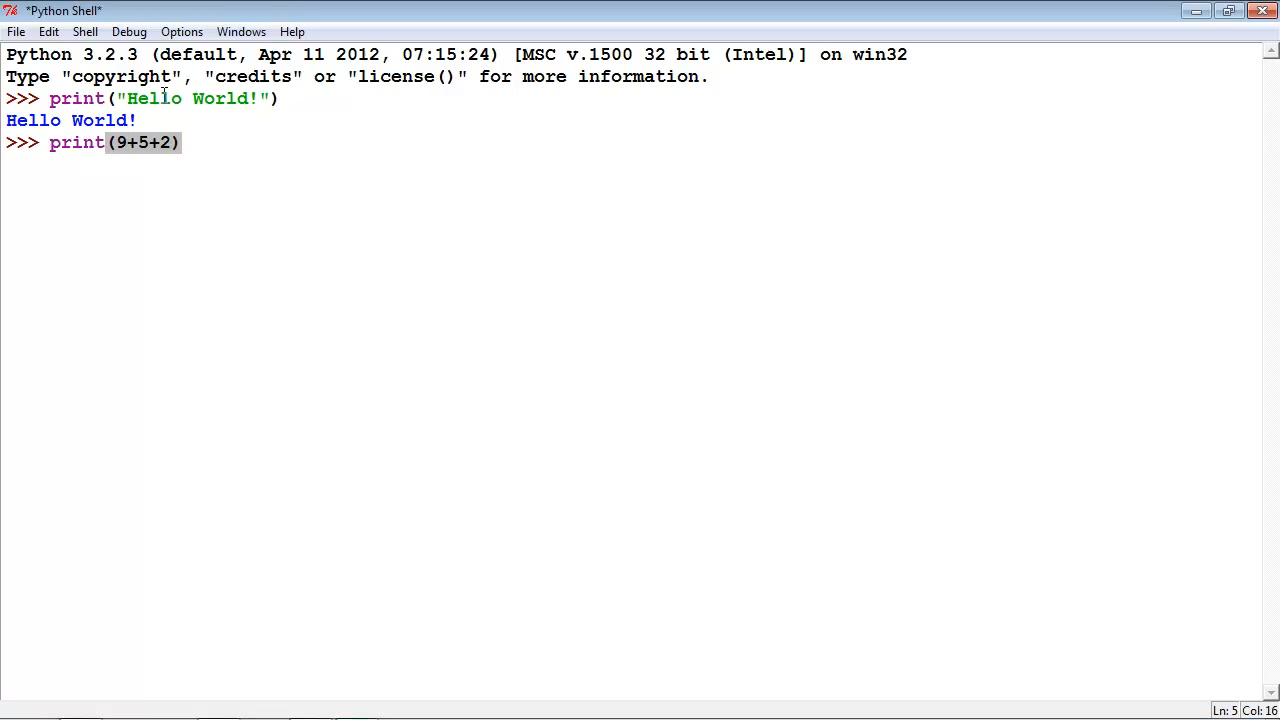 *Python Shell*
File Edit Shell Debug Options Windows Help
Python 3.2.3 (default, Apr 11 2012, 07:15:24) [MSC v.1500 32 bit (Intel)] on win32
Type "copyright", "credits" or "license()" for more information.
>>> print("Hello World!")
Hello World!
>>> print(9+5+2)
Ln: 5 Col: 16